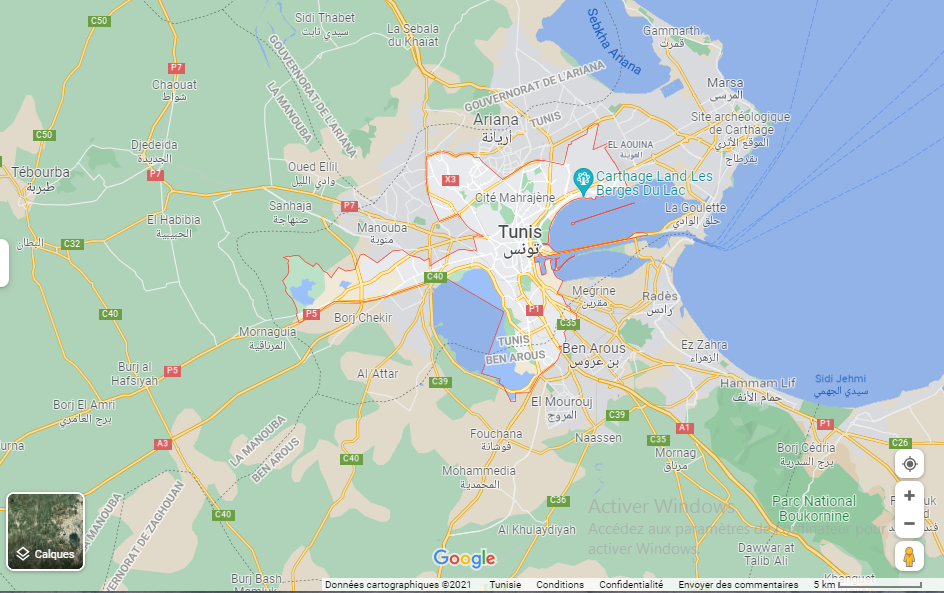 C50
Sidi Thabet
سيدي ثابت
La Sebala
du Khaiat
Sebkha Ariana
Gammarth
قمرت
P7
Chaouat
شواط
GOUVERNORAT DE L'ARIANA
LA MANOUBA
GOUVERNORAT DE L'ARIANA
TUNIS
Marsa
المرسى
Ariana
أريانة
Site archéologique
de Carthage
الموقع الأثري
بقرطاج
C50
Djedeida
الجديدة
EL AOUINA
العوينة
Tébourba
طبربة
P7
Oued Ellil
وادي الليل
X3
Carthage Land Les
Berges Du Lac
Cité Mahrajène
Sanhaja
صنهاجة
P7
La Goulette
حلق الوادي
El Habibia
الحبيبية
Manouba
منوبة
Tunis
تونس
البطان
C32
C40
Megrine
مقرين
Radès
رادس
C40
P5
Borj Chekir
P1
C35
Mornaguia
المرناقية
TUNIS
BEN AROUS
Ben Arous
بن عروس
Ez Zahra
الزهراء
Burj al
Hafsiyah
P5
Al Attar
C39
Hammam Lif
حمام الأنف
Sidi Jehmi
سيدي الجهمي
Borj El Amri
برج العامري
El Mourouj
المروج
C39
A1
P1
urna
A3
LA MANOUBA
BEN AROUS
Fouchana
فوشانة
Naassen
C35
C26
C40
Mornag
مرناق
Borj Cédria
برج السدرية
Mohammedia
المحمدية
LA MANOUBA
VERNORAT DE ZAGHOUAN
C40
C36
Activer Windows
Accédez aux paramètres de l'ordinateur pour
activer Windows.
Parc National
Boukornine
Al Khulaydiyah
Calques
Google
Dawwar at
Talib 'Ali
Burj Bash
Données cartographiques ©2021 Tunisie Conditions Confidentialité Envoyer des commentaires 5 km